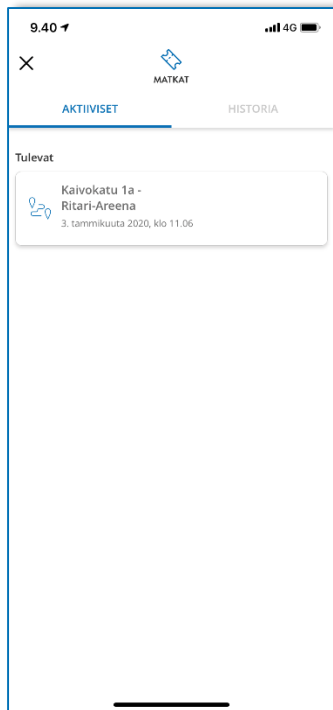 9.40 4G
MATKAT
AKTIIVISET HISTORIA
Tulevat
Kaivokatu 1a -
Ritari-Areena
3. tammikuuta 2020, klo 11.06